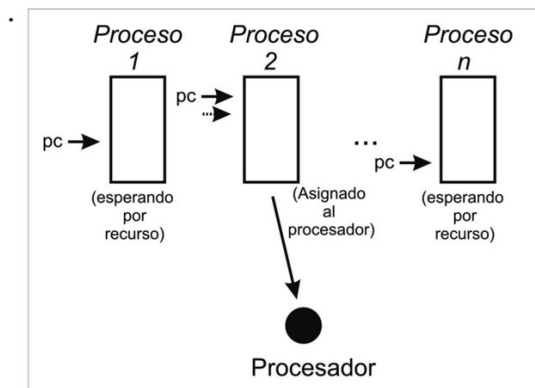 Proceso
1
Proceso
2
Proceso
n
pc
pc
...
pc
(esperando
por
recurso)
(Asignado
al
procesador)
(esperando
por
recurso)
Procesador